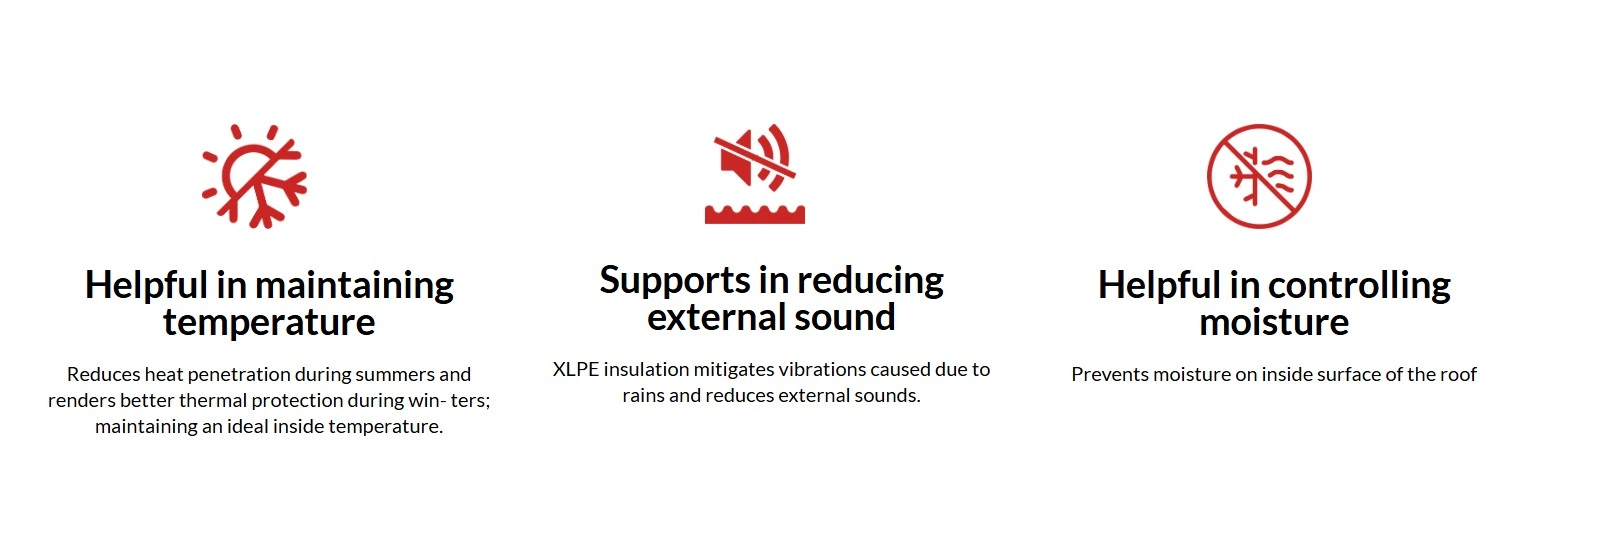 Helpful in maintaining
temperature
Reduces heat penetration during summers and
renders better thermal protection during win- ters;
maintaining an ideal inside temperature.
Supports in reducing
external sound
XLPE insulation mitigates vibrations caused due to
rains and reduces external sounds.
Helpful in controlling
moisture
Prevents moisture on inside surface of the roof